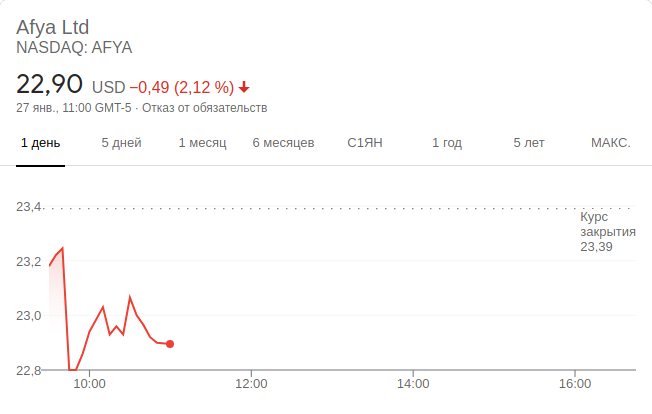 Afya Ltd
NASDAQ: AFYA
22,90 USD −0,49 (2,12 %)
27 янв., 11:00 GMT-5 · Отказ от обязательств
1 день 5 дней 1 месяц 6 месяцев С1ЯН 1 год 5 лет МАКС.
23,4
Курс
закрытия
23,39
23,2
23,0
22,8
10:00 12:00 14:00 16:00